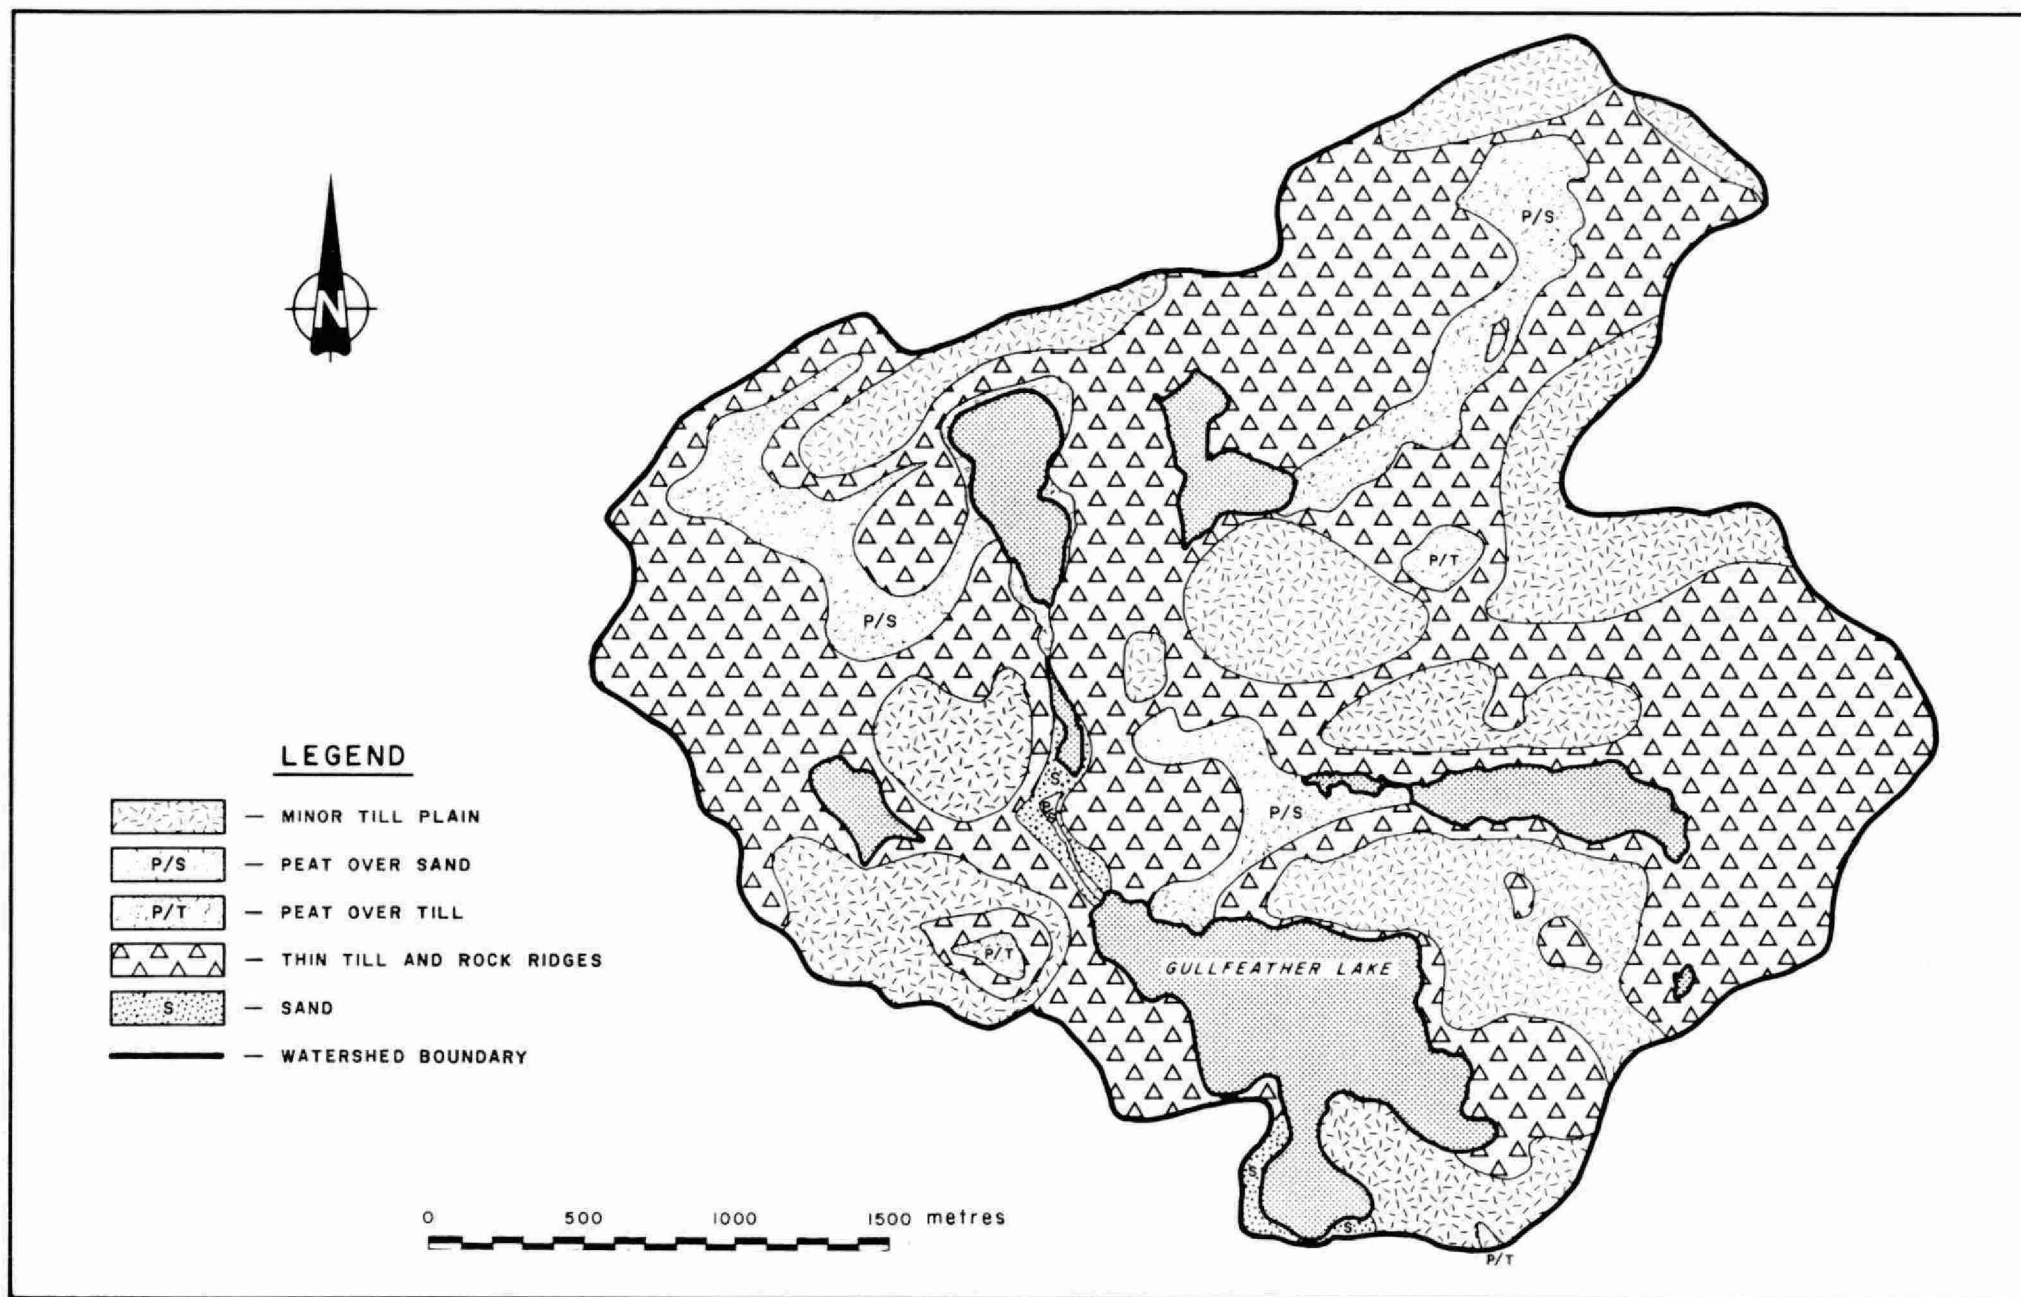 P/S
N
P/T
P/S
LEGEND
S
MINOR TILL PLAIN
P/S
P/S — PEAT OVER SAND
P/T — PEAT OVER TILL
P/T
— THIN TILL AND ROCK RIDGES
GULLFEATHER LAKE
S — SAND
— WATERSHED BOUNDARY
S
0 500 1000 1500 metres
S
P/T